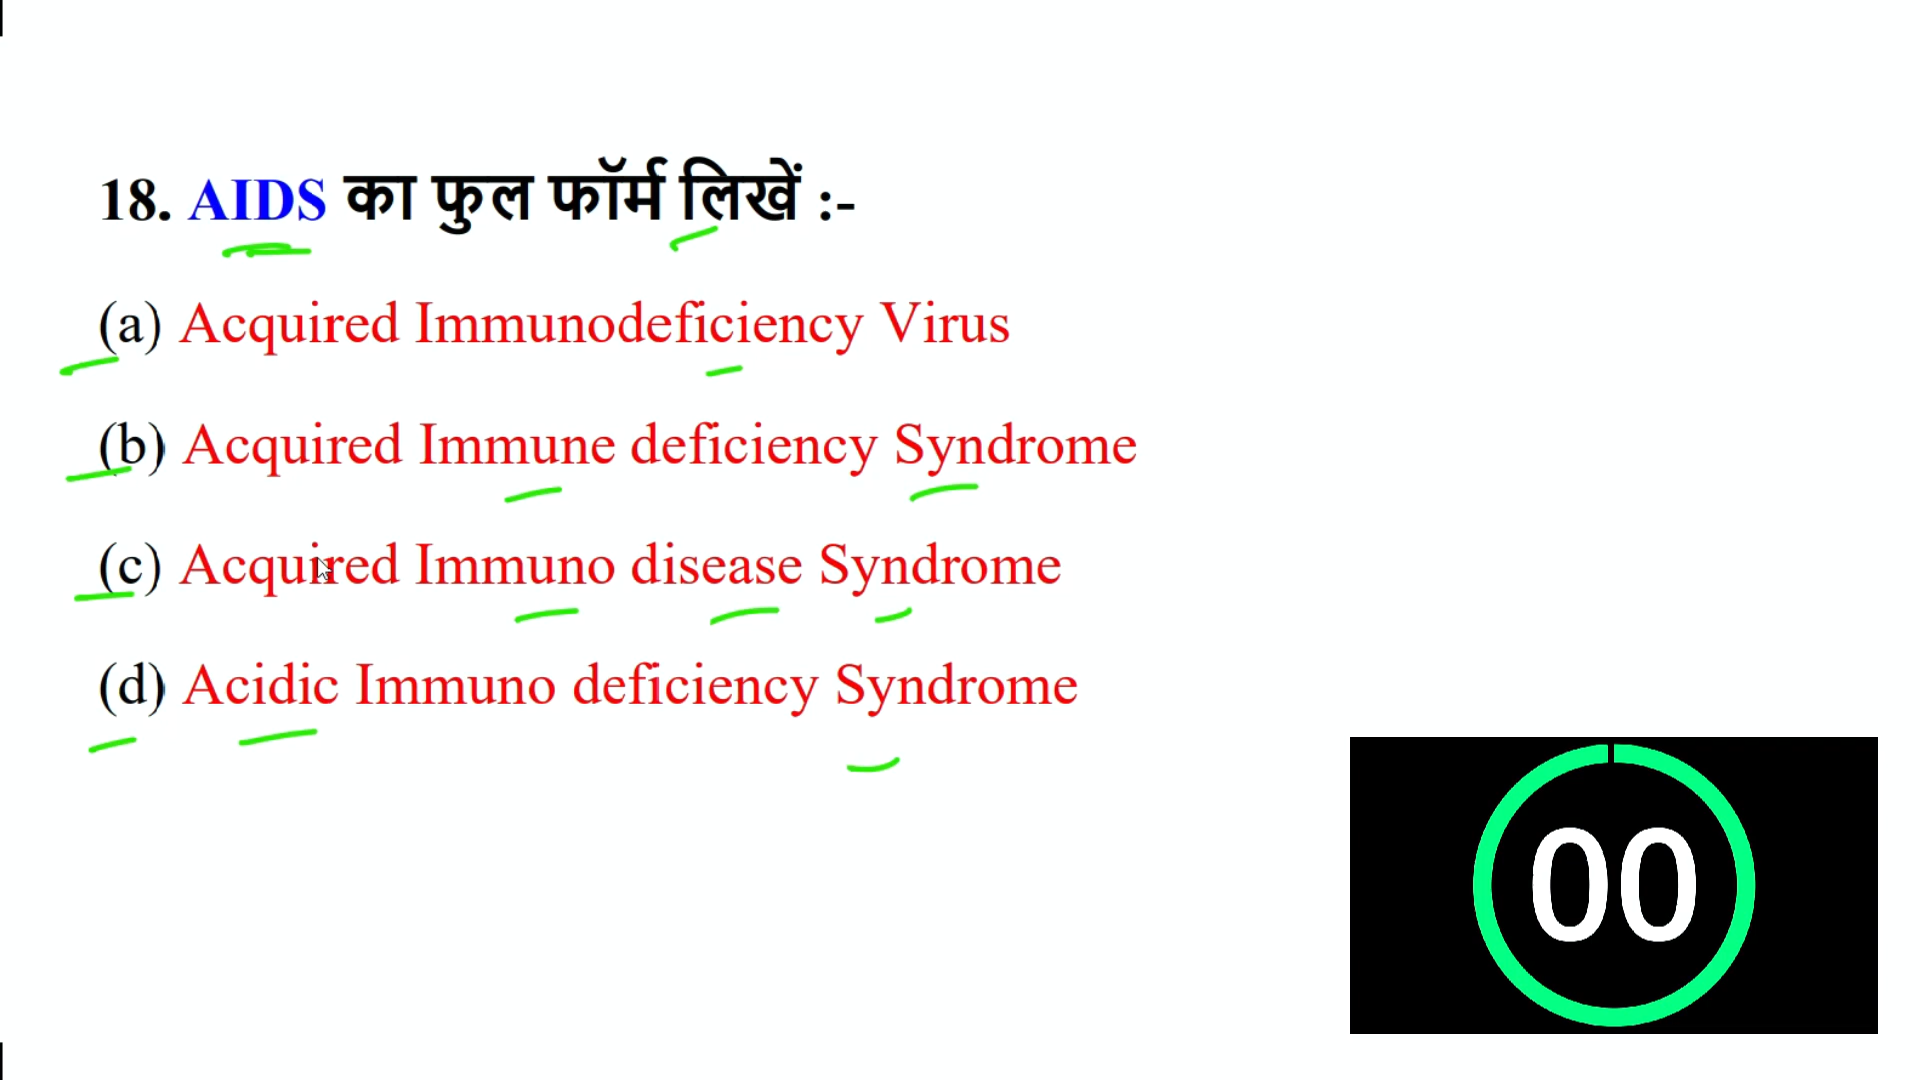 18. AIDS का फुल फॉर्म लिखें :-
(a) Acquired Immunodeficiency Virus
(b) Acquired Immune deficiency Syndrome
(c) Acquired Immuno disease Syndrome
(d) Acidic Immuno deficiency Syndrome
00